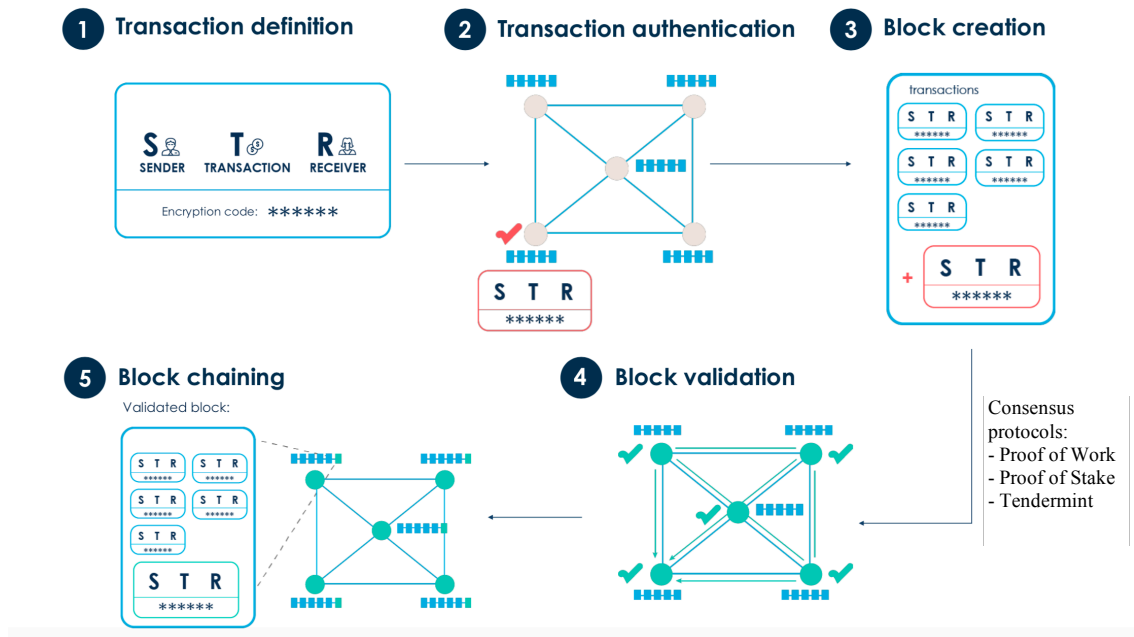 1 Transaction definition
S T R
SENDER TRANSACTION RECEIVER
Encryption code: ******
2 Transaction authentication
S T R
******
3 Block creation
transactions
S T R S T R
****** ******
S T R S T R
****** ******
S T R
******
+ S T R
******
Consensus
protocols:
- Proof of Work
- Proof of Stake
- Tendermint
4 Block validation
5 Block chaining
Validated block:
S T R S T R
****** ******
S T R S T R
****** ******
S T R
******
S T R
******